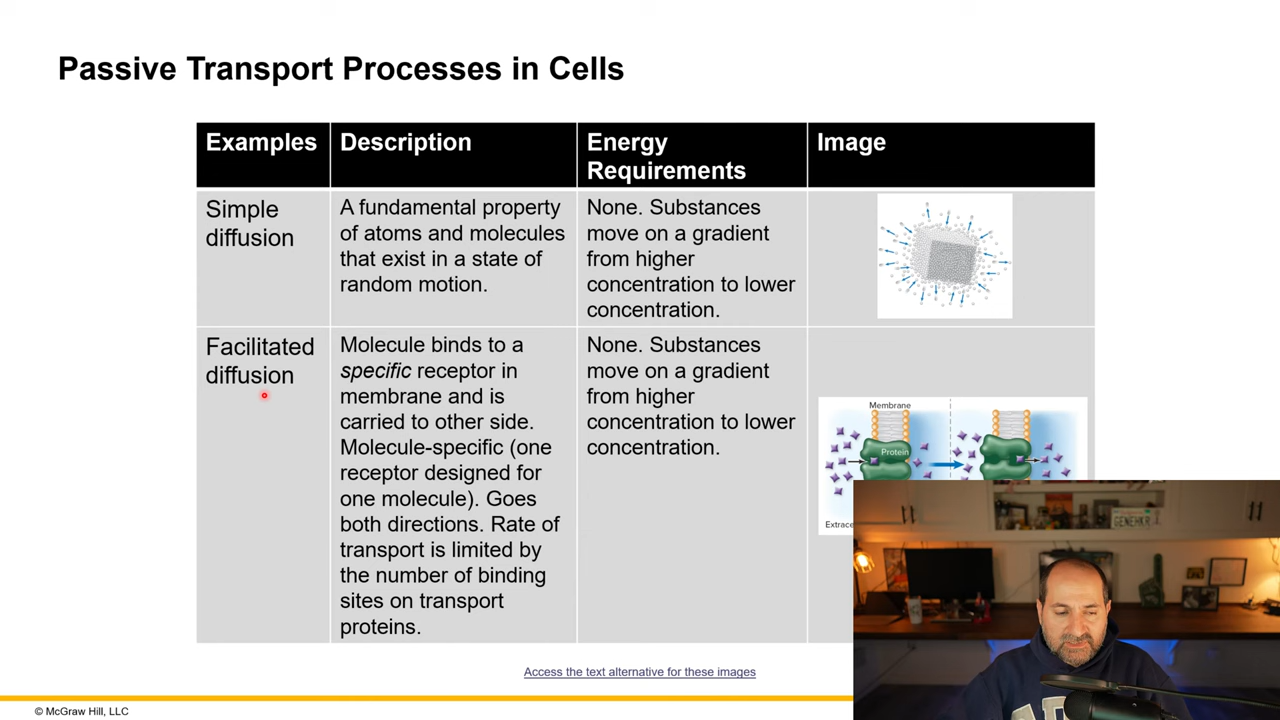 Passive Transport Processes in Cells
Examples
Description
Energy
Requirements
Image
Simple
diffusion
A fundamental property
of atoms and molecules
that exist in a state of
random motion.
None. Substances
move on a gradient
from higher
concentration to lower
concentration.
Facilitated
diffusion
Molecule binds to a
specific receptor in
membrane and is
carried to other side.
Molecule-specific (one
receptor designed for
one molecule). Goes
both directions. Rate of
transport is limited by
the number of binding
sites on transport
proteins.
None. Substances
move on a gradient
from higher
concentration to lower
concentration.
Membrane
Protein
Extrace
Access the text alternative for these images
© McGraw Hill, LLC